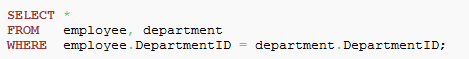 SELECT *
FROM   employee, department
WHERE  employee.DepartmentID = department.DepartmentID;